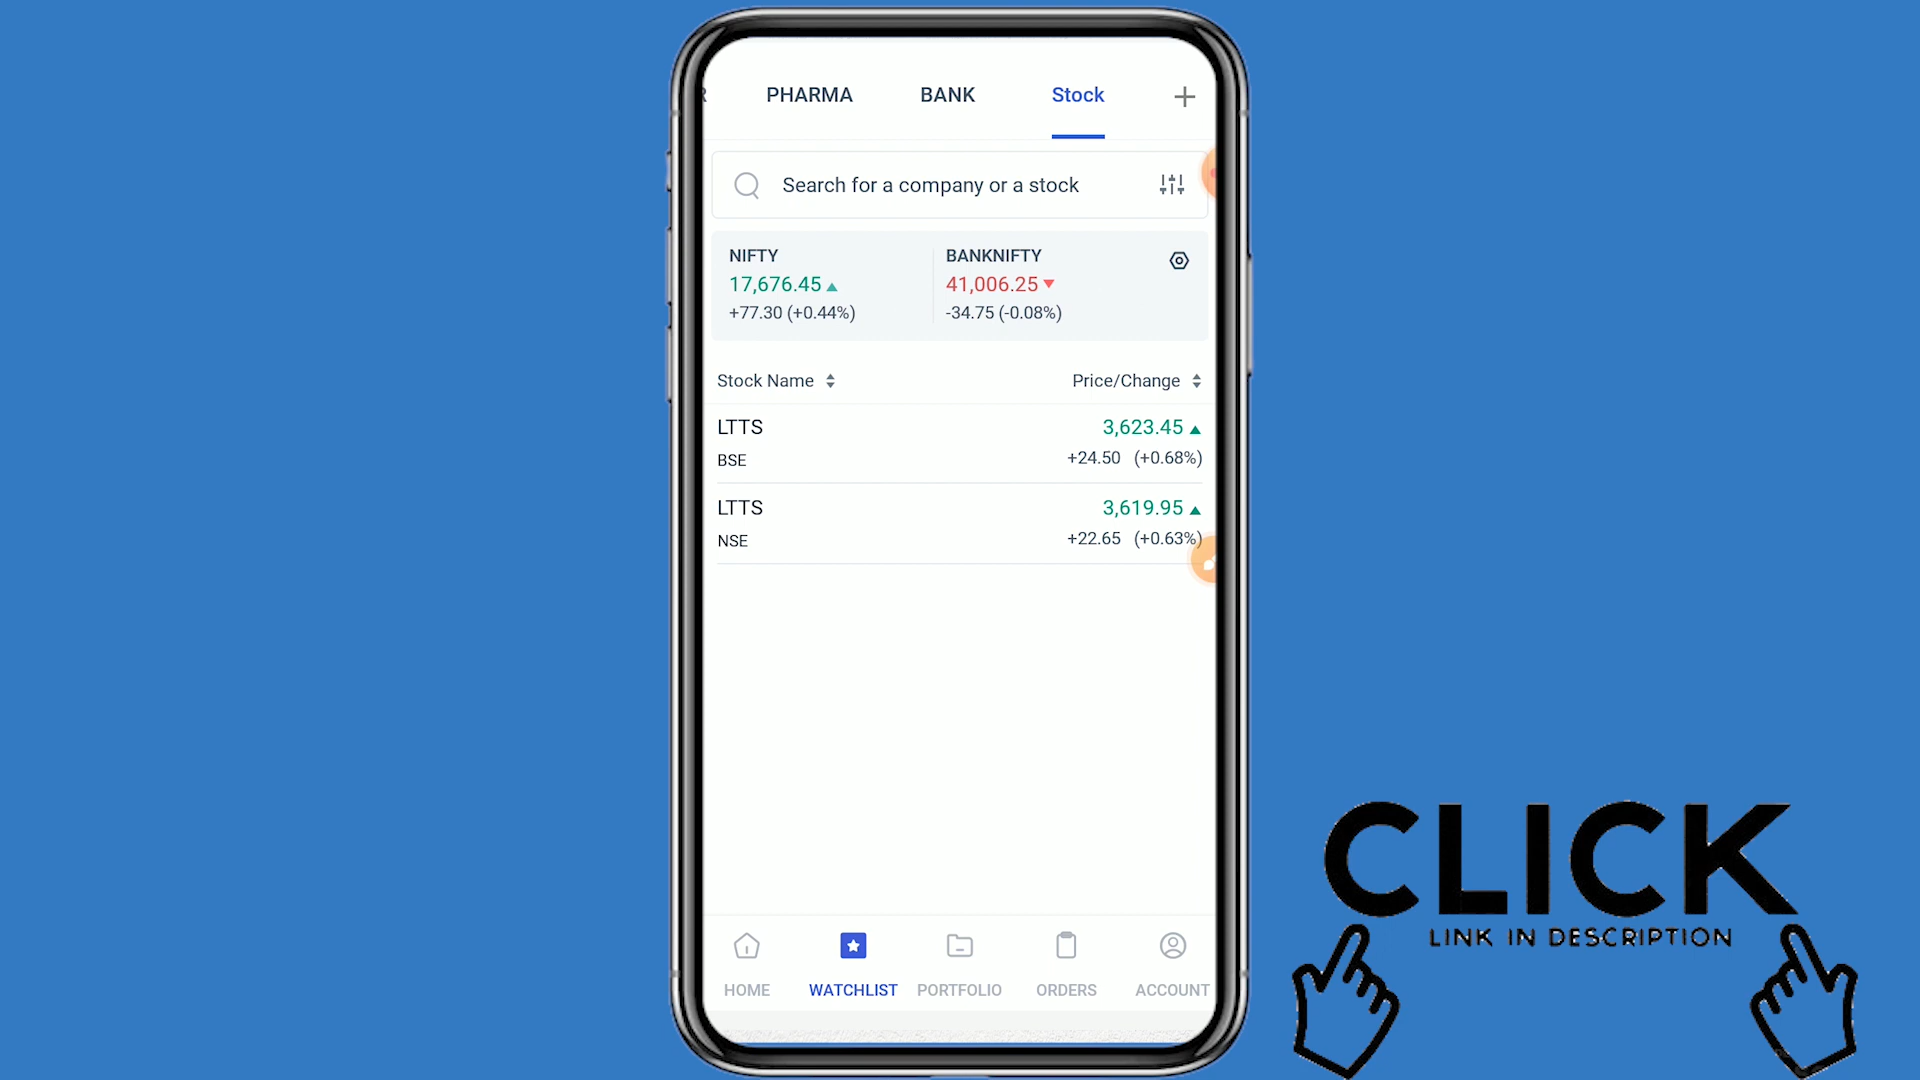 PHARMA BANK Stock
Search for a company or a stock
NIFTY BANKNIFTY
17,676.45 41,006.25
+77.30 (+0.44%) -34.75 (-0.08%)
Stock Name Price/Change
LTTS 3,623.45
BSE +24.50 (+0.68%)
LTTS 3,619.95
NSE +22.65 (+0.63%)
HOME WATCHLIST PORTFOLIO ORDERS ACCOUNT
CLICK
LINK IN DESCRIPTION